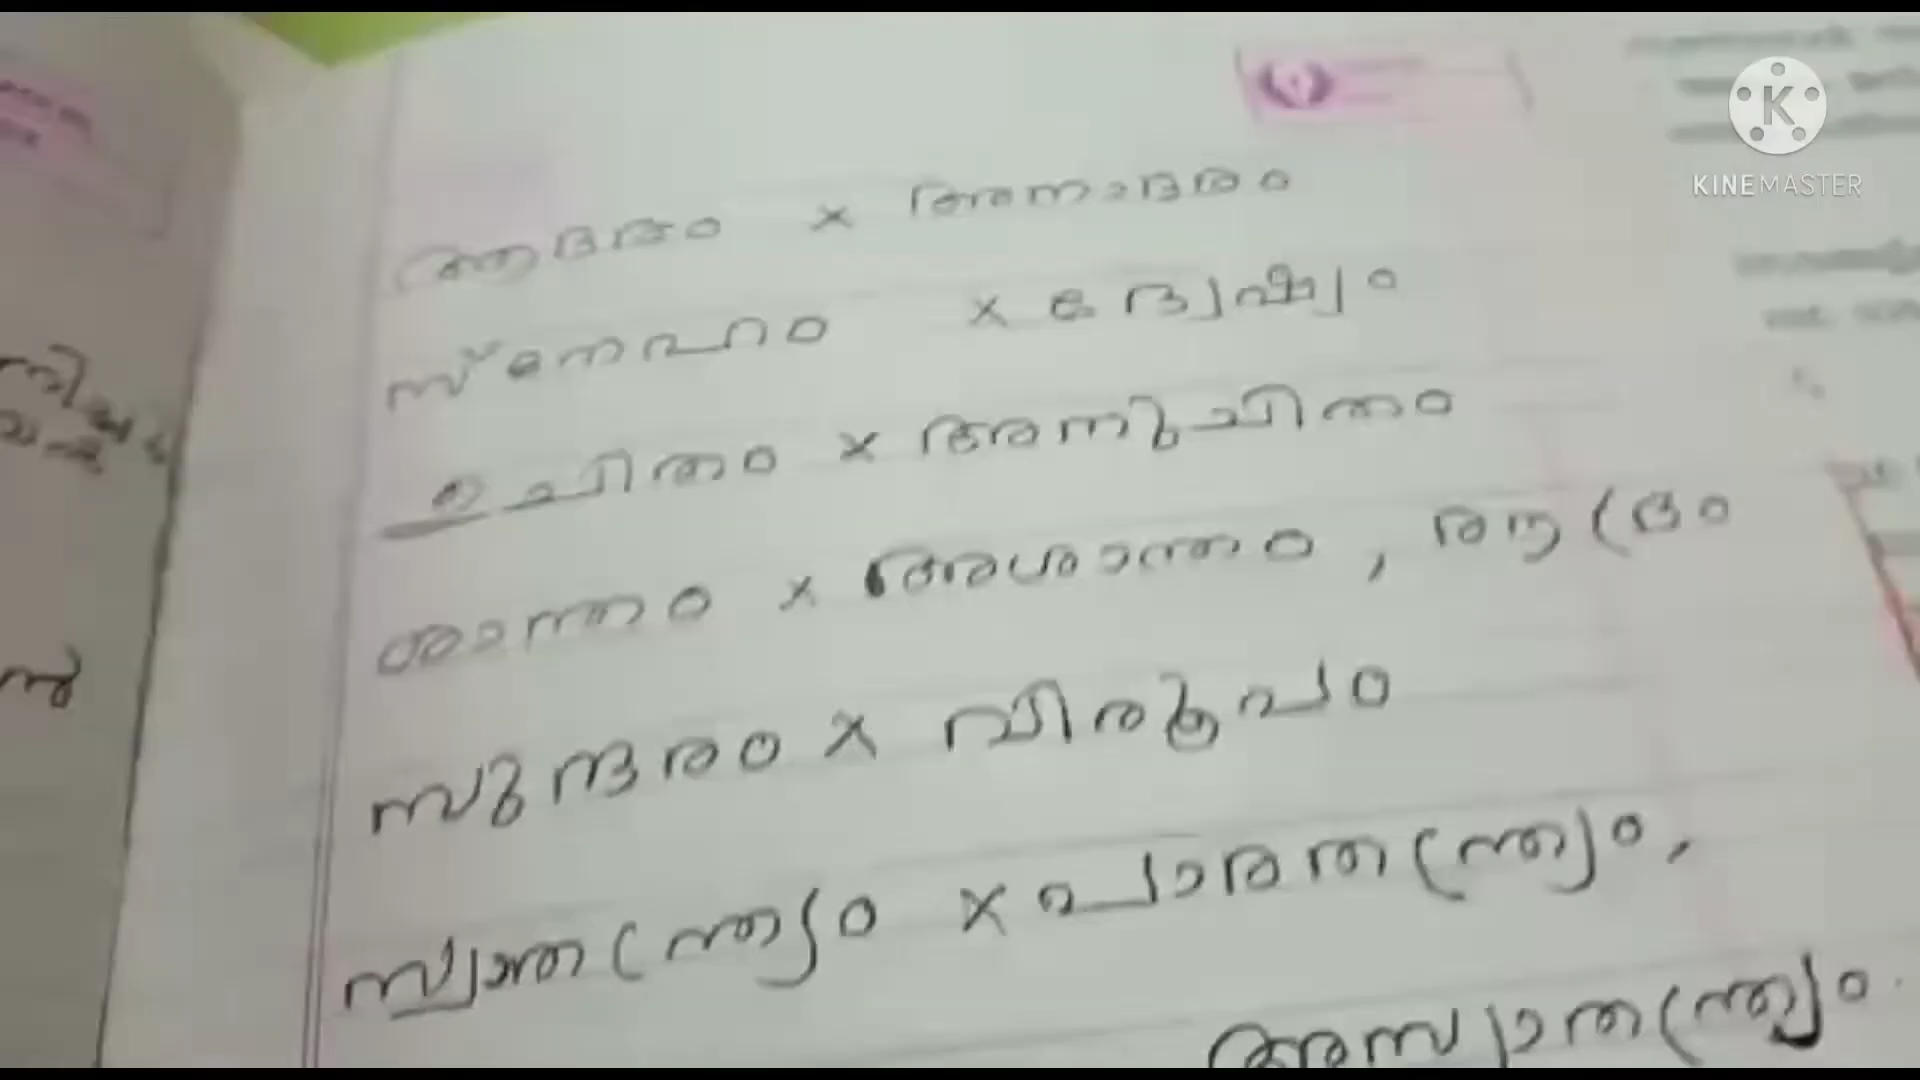 ആദരം × അനാദരം
സ്നേഹം × ദ്വേഷ്യം
ഉചിതം × അനുചിതം
ശാന്തം × അശാന്തം, രൗദ്രം
സുന്ദരം × വിരൂപം
സ്വാതന്ത്ര്യം × പാരതന്ത്ര്യം,
അസ്വാതന്ത്ര്യം.
KINEMASTER